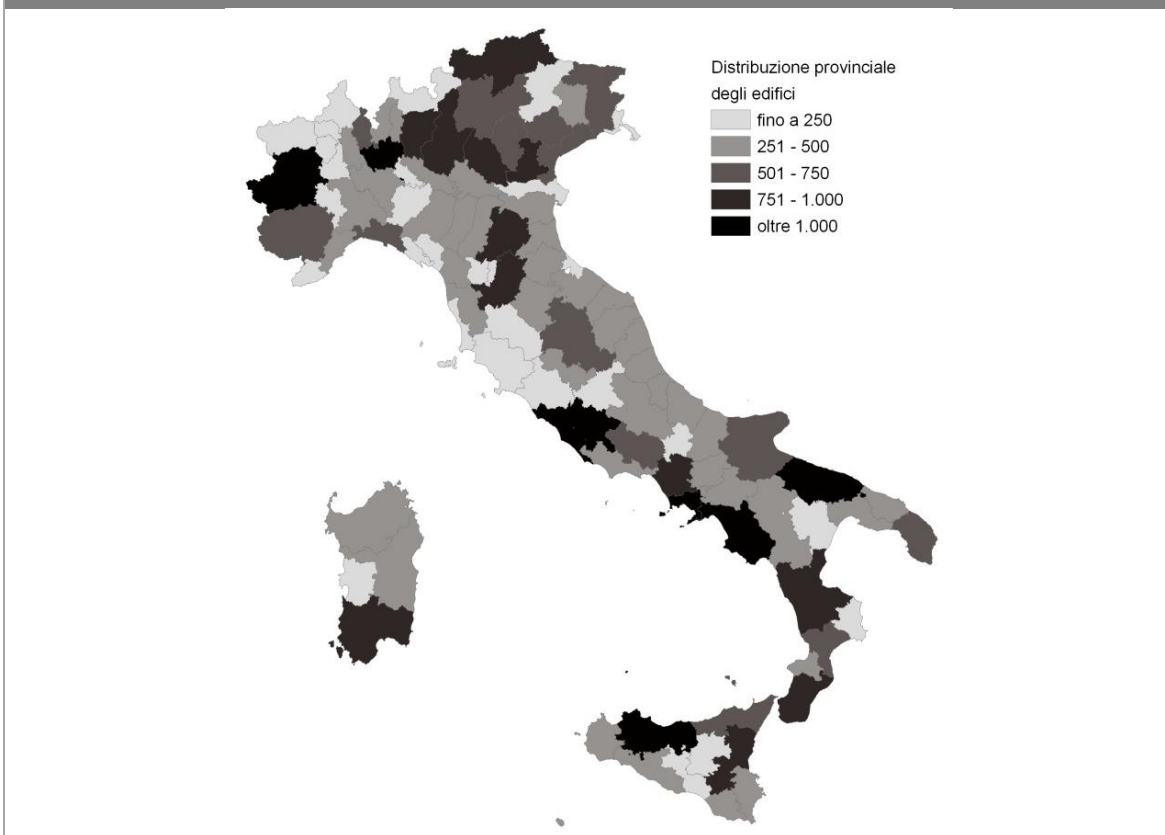 Distribuzione provinciale
degli edifici
fino a 250
251 - 500
501 - 750
751 - 1.000
oltre 1.000